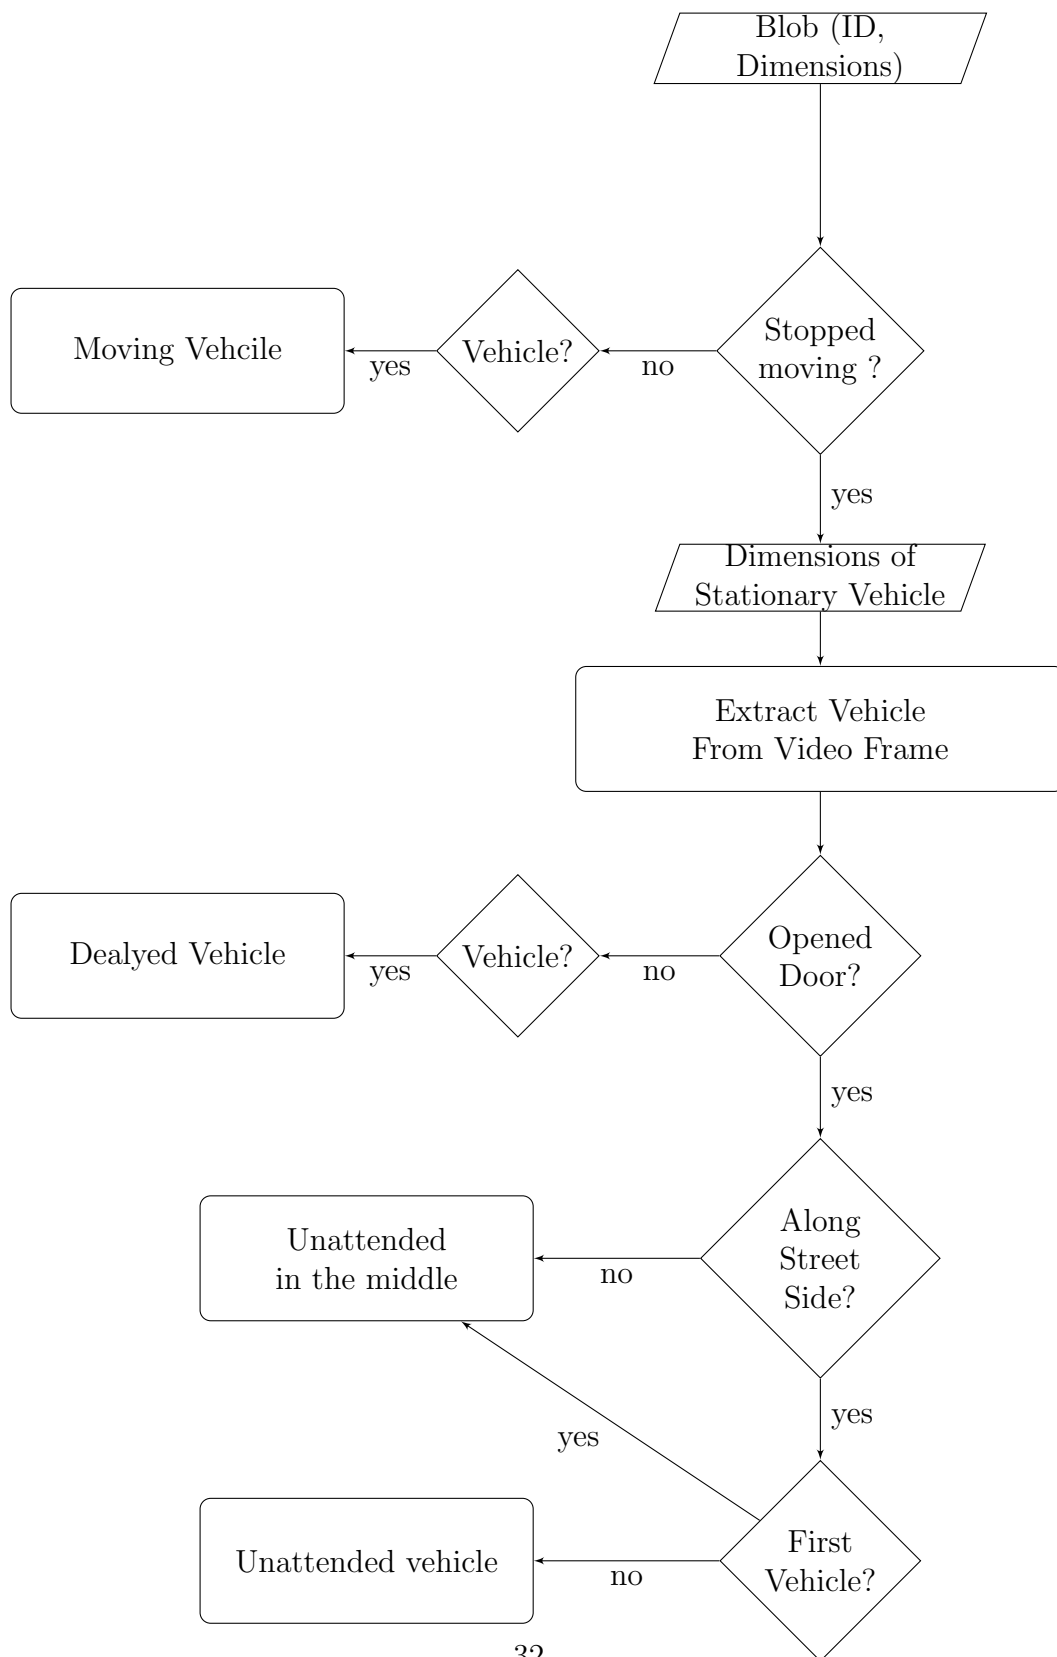 Blob (ID,
Dimensions)
Moving Vehcile
yes
Vehicle?
no
Stopped
moving ?
yes
Dimensions of
Stationary Vehicle
Extract Vehicle
From Video Frame
Dealyed Vehicle
yes
Vehicle?
no
Opened
Door?
yes
Unattended
in the middle
no
Along
Street
Side?
yes
yes
Unattended vehicle
no
First
Vehicle?
32